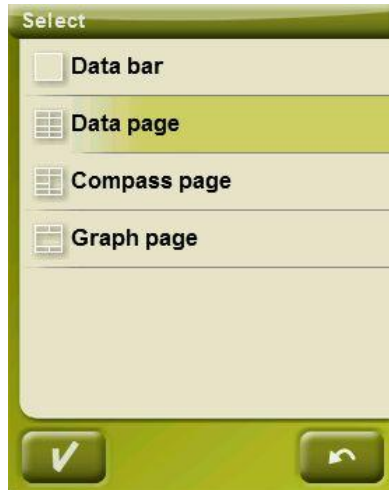 Select
Data bar
Data page
Compass page
Graph page